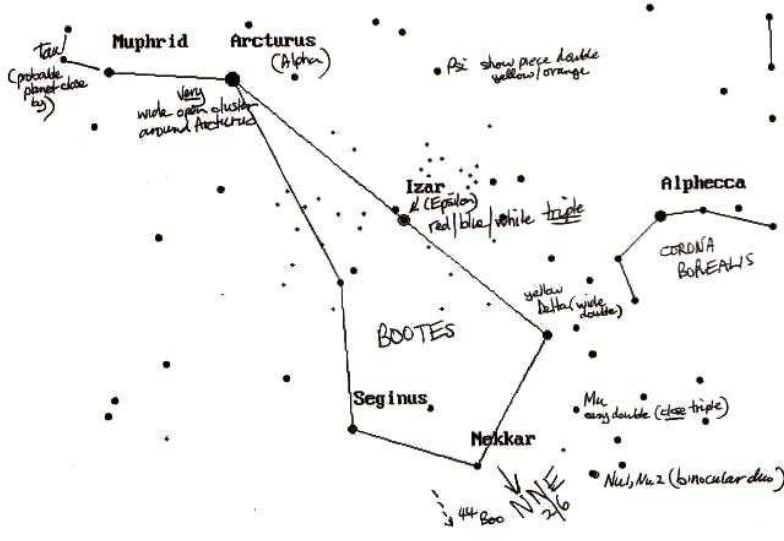 Tau
(probable
planet close
by)
Muphrid
Arcturus
(Alpha)
very
wide open cluster
around Arcturus
Psi show piece double
yellow/orange
Izar
(Epsilon)
red/blue/white triple
Alphecca
CORONA
BOREALIS
yellow
Delta (wide
double)
BOOTES
Seginus
Mu
easy double (close triple)
Nekkar
Nu1, Nu2 (binocular duo)
44 Boo
NNE
2/6